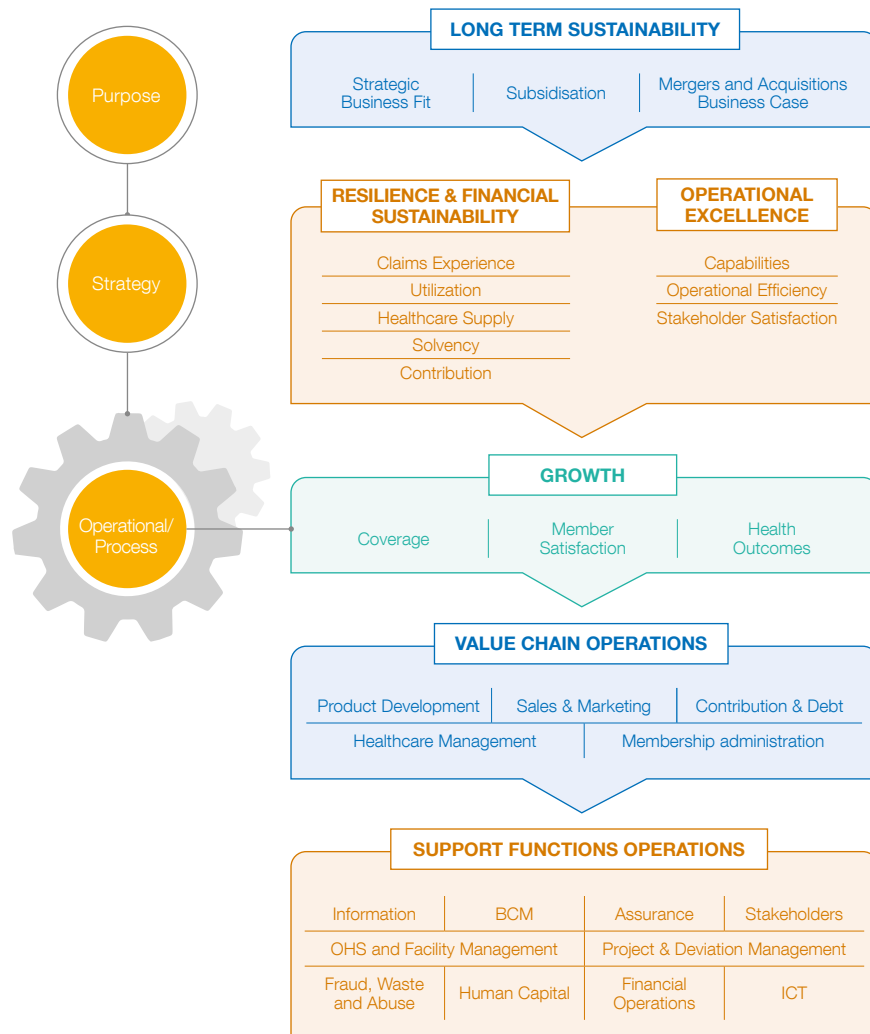 Purpose
Strategy
Operational/
Process
LONG TERM SUSTAINABILITY
Strategic
Business Fit
Subsidisation
Mergers and Acquisitions
Business Case
RESILIENCE & FINANCIAL
SUSTAINABILITY
Claims Experience
Utilization
Healthcare Supply
Solvency
Contribution
OPERATIONAL
EXCELLENCE
Capabilities
Operational Efficiency
Stakeholder Satisfaction
GROWTH
Coverage
Member
Satisfaction
Health
Outcomes
VALUE CHAIN OPERATIONS
Product Development
Sales & Marketing
Contribution & Debt
Healthcare Management
Membership administration
SUPPORT FUNCTIONS OPERATIONS
Information
BCM
Assurance
Stakeholders
OHS and Facility Management
Project & Deviation Management
Fraud, Waste
and Abuse
Human Capital
Financial
Operations
ICT